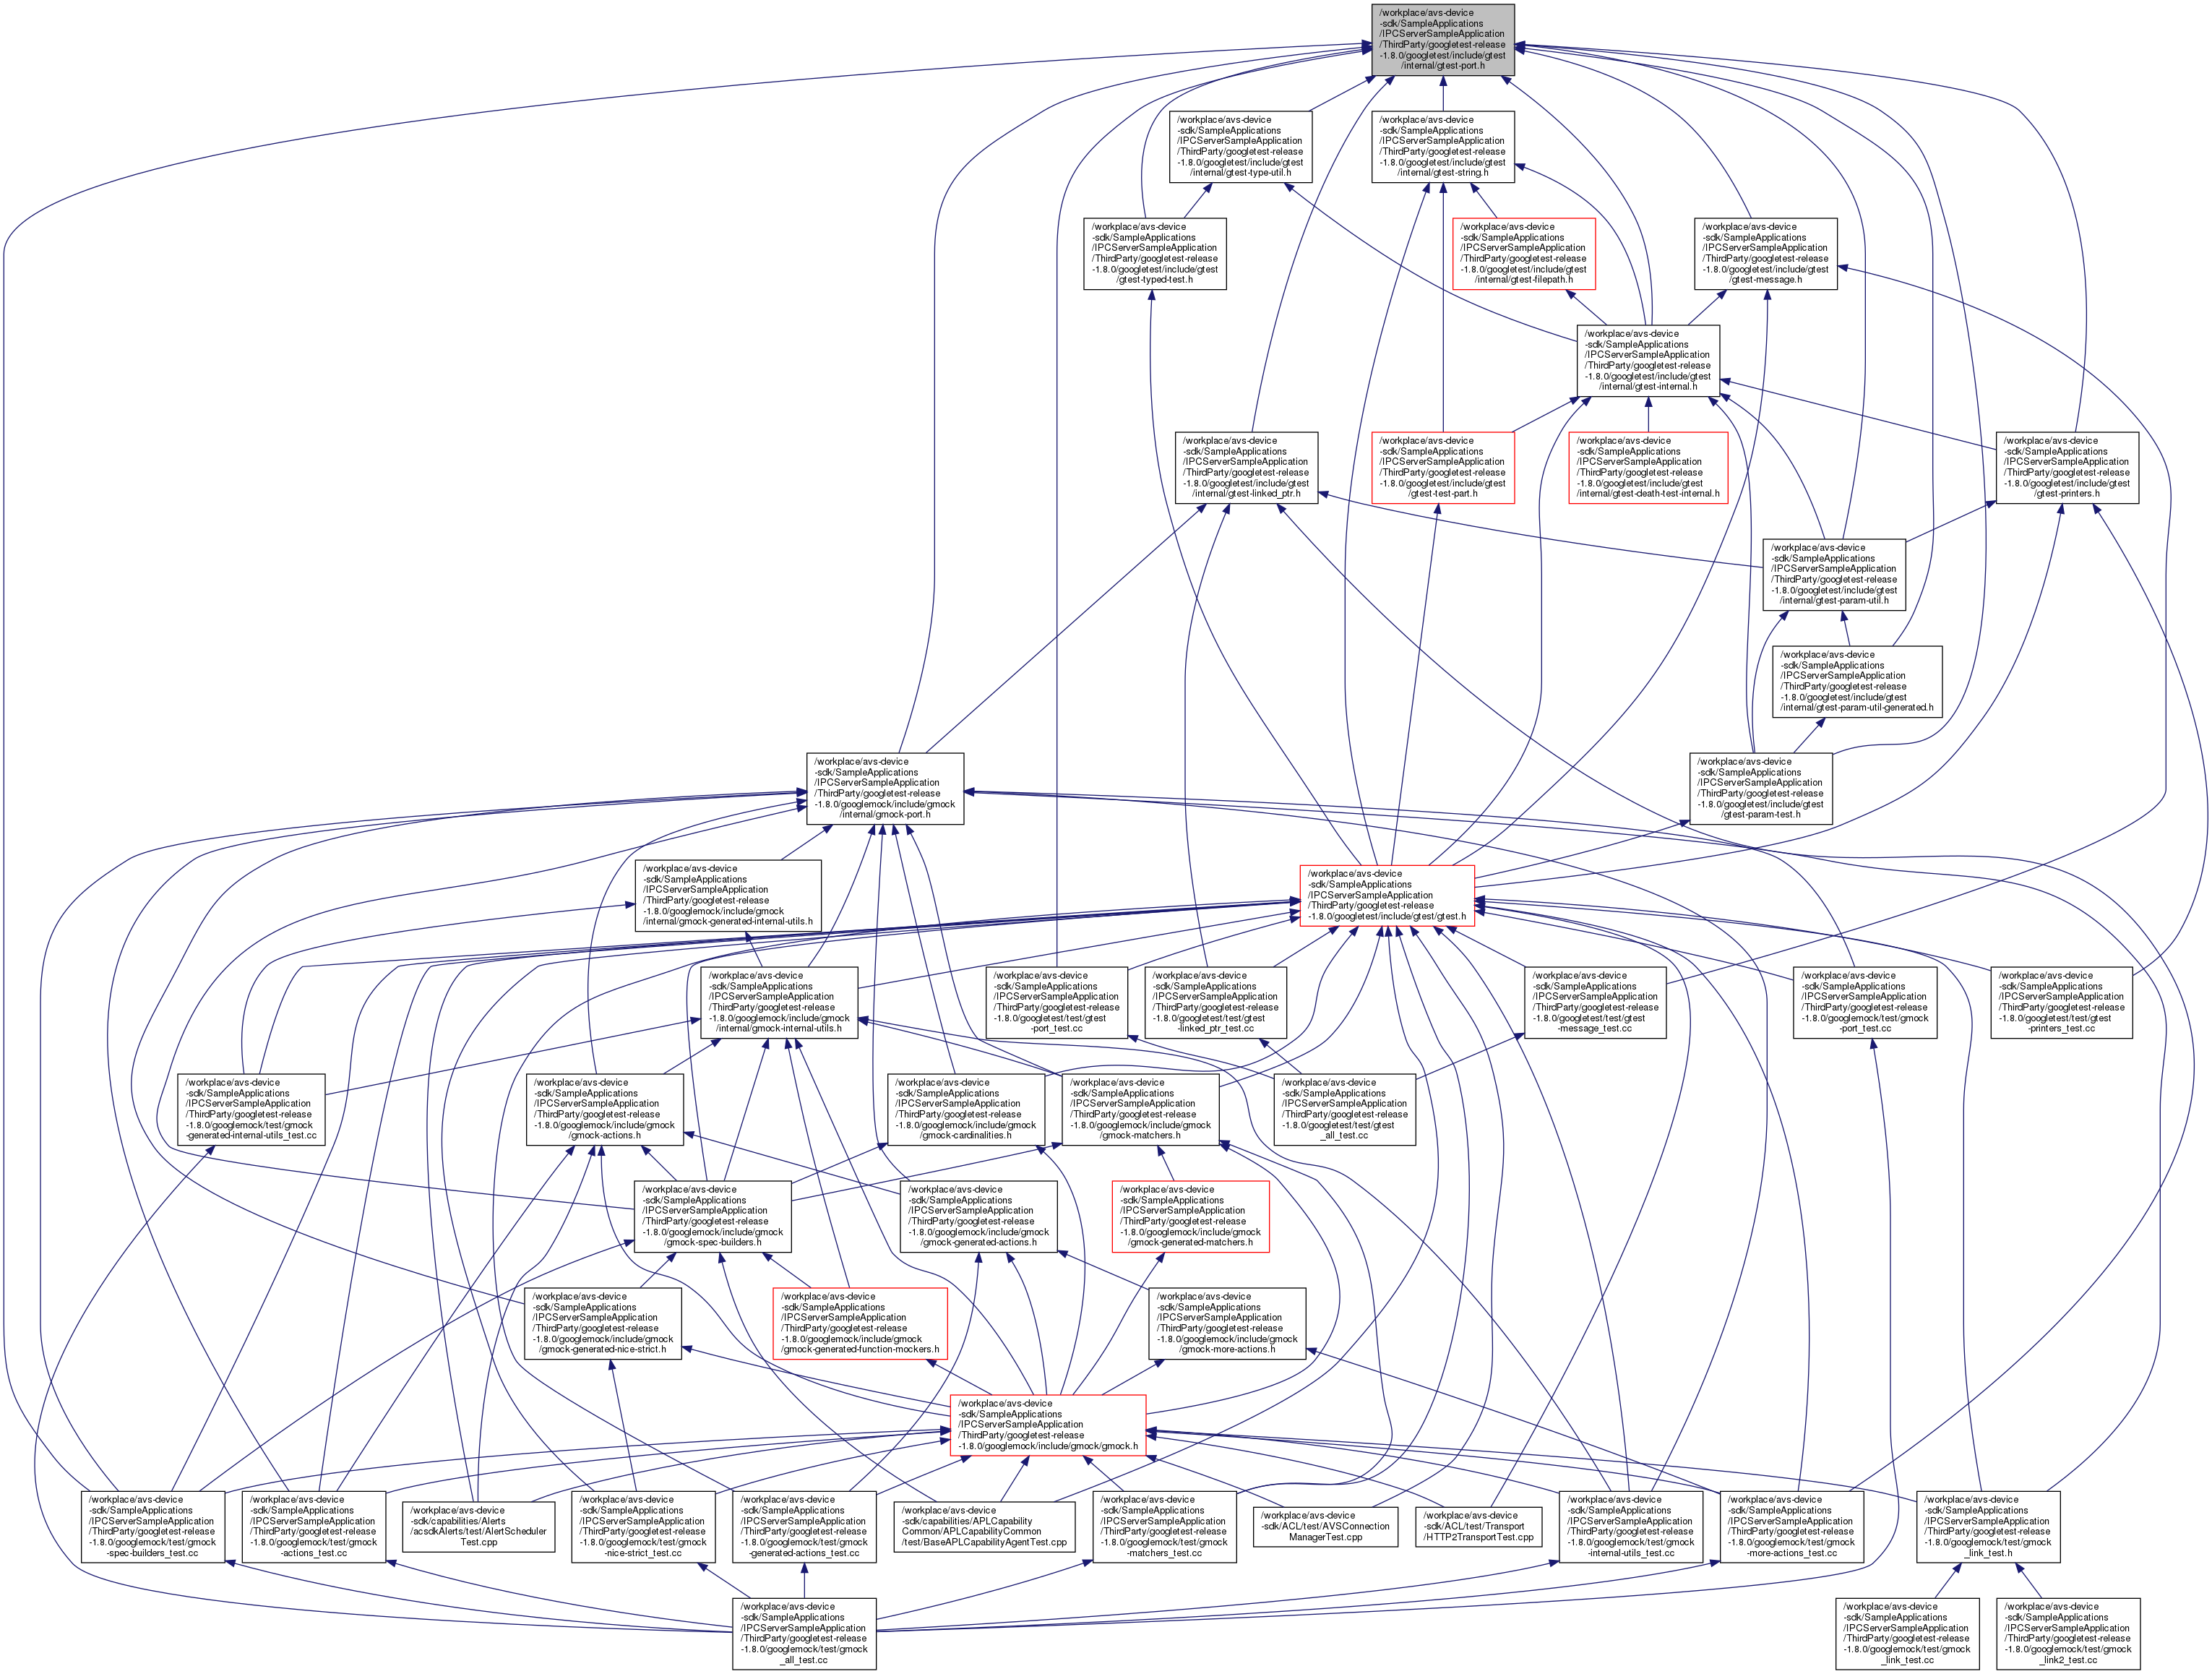 /workplace/avs-device
-sdk/SampleApplications
/IPCServerSampleApplication
/ThirdParty/googletest-release
-1.8.0/googletest/include/gtest
/internal/gtest-port.h
/workplace/avs-device
-sdk/SampleApplications
/IPCServerSampleApplication
/ThirdParty/googletest-release
-1.8.0/googletest/include/gtest
/internal/gtest-type-util.h
/workplace/avs-device
-sdk/SampleApplications
/IPCServerSampleApplication
/ThirdParty/googletest-release
-1.8.0/googletest/include/gtest
/internal/gtest-string.h
/workplace/avs-device
-sdk/SampleApplications
/IPCServerSampleApplication
/ThirdParty/googletest-release
-1.8.0/googletest/include/gtest
/gtest-typed-test.h
/workplace/avs-device
-sdk/SampleApplications
/IPCServerSampleApplication
/ThirdParty/googletest-release
-1.8.0/googletest/include/gtest
/internal/gtest-filepath.h
/workplace/avs-device
-sdk/SampleApplications
/IPCServerSampleApplication
/ThirdParty/googletest-release
-1.8.0/googletest/include/gtest
/gtest-message.h
/workplace/avs-device
-sdk/SampleApplications
/IPCServerSampleApplication
/ThirdParty/googletest-release
-1.8.0/googletest/include/gtest
/internal/gtest-internal.h
/workplace/avs-device
-sdk/SampleApplications
/IPCServerSampleApplication
/ThirdParty/googletest-release
-1.8.0/googletest/include/gtest
/internal/gtest-linked_ptr.h
/workplace/avs-device
-sdk/SampleApplications
/IPCServerSampleApplication
/ThirdParty/googletest-release
-1.8.0/googletest/include/gtest
/gtest-test-part.h
/workplace/avs-device
-sdk/SampleApplications
/IPCServerSampleApplication
/ThirdParty/googletest-release
-1.8.0/googletest/include/gtest
/internal/gtest-death-test-internal.h
/workplace/avs-device
-sdk/SampleApplications
/IPCServerSampleApplication
/ThirdParty/googletest-release
-1.8.0/googletest/include/gtest
/gtest-printers.h
/workplace/avs-device
-sdk/SampleApplications
/IPCServerSampleApplication
/ThirdParty/googletest-release
-1.8.0/googletest/include/gtest
/internal/gtest-param-util.h
/workplace/avs-device
-sdk/SampleApplications
/IPCServerSampleApplication
/ThirdParty/googletest-release
-1.8.0/googletest/include/gtest
/internal/gtest-param-util-generated.h
/workplace/avs-device
-sdk/SampleApplications
/IPCServerSampleApplication
/ThirdParty/googletest-release
-1.8.0/googlemock/include/gmock
/internal/gmock-port.h
/workplace/avs-device
-sdk/SampleApplications
/IPCServerSampleApplication
/ThirdParty/googletest-release
-1.8.0/googletest/include/gtest
/gtest-param-test.h
/workplace/avs-device
-sdk/SampleApplications
/IPCServerSampleApplication
/ThirdParty/googletest-release
-1.8.0/googlemock/include/gmock
/internal/gmock-generated-internal-utils.h
/workplace/avs-device
-sdk/SampleApplications
/IPCServerSampleApplication
/ThirdParty/googletest-release
-1.8.0/googletest/include/gtest/gtest.h
/workplace/avs-device
-sdk/SampleApplications
/IPCServerSampleApplication
/ThirdParty/googletest-release
-1.8.0/googlemock/include/gmock
/internal/gmock-internal-utils.h
/workplace/avs-device
-sdk/SampleApplications
/IPCServerSampleApplication
/ThirdParty/googletest-release
-1.8.0/googletest/test/gtest
-port_test.cc
/workplace/avs-device
-sdk/SampleApplications
/IPCServerSampleApplication
/ThirdParty/googletest-release
-1.8.0/googletest/test/gtest
-linked_ptr_test.cc
/workplace/avs-device
-sdk/SampleApplications
/IPCServerSampleApplication
/ThirdParty/googletest-release
-1.8.0/googletest/test/gtest
-message_test.cc
/workplace/avs-device
-sdk/SampleApplications
/IPCServerSampleApplication
/ThirdParty/googletest-release
-1.8.0/googlemock/test/gmock
-port_test.cc
/workplace/avs-device
-sdk/SampleApplications
/IPCServerSampleApplication
/ThirdParty/googletest-release
-1.8.0/googletest/test/gtest
-printers_test.cc
/workplace/avs-device
-sdk/SampleApplications
/IPCServerSampleApplication
/ThirdParty/googletest-release
-1.8.0/googlemock/test/gmock
-generated-internal-utils_test.cc
/workplace/avs-device
-sdk/SampleApplications
/IPCServerSampleApplication
/ThirdParty/googletest-release
-1.8.0/googlemock/include/gmock
/gmock-actions.h
/workplace/avs-device
-sdk/SampleApplications
/IPCServerSampleApplication
/ThirdParty/googletest-release
-1.8.0/googlemock/include/gmock
/gmock-cardinalities.h
/workplace/avs-device
-sdk/SampleApplications
/IPCServerSampleApplication
/ThirdParty/googletest-release
-1.8.0/googlemock/include/gmock
/gmock-matchers.h
/workplace/avs-device
-sdk/SampleApplications
/IPCServerSampleApplication
/ThirdParty/googletest-release
-1.8.0/googletest/test/gtest
_all_test.cc
/workplace/avs-device
-sdk/SampleApplications
/IPCServerSampleApplication
/ThirdParty/googletest-release
-1.8.0/googlemock/include/gmock
/gmock-spec-builders.h
/workplace/avs-device
-sdk/SampleApplications
/IPCServerSampleApplication
/ThirdParty/googletest-release
-1.8.0/googlemock/include/gmock
/gmock-generated-actions.h
/workplace/avs-device
-sdk/SampleApplications
/IPCServerSampleApplication
/ThirdParty/googletest-release
-1.8.0/googlemock/include/gmock
/gmock-generated-matchers.h
/workplace/avs-device
-sdk/SampleApplications
/IPCServerSampleApplication
/ThirdParty/googletest-release
-1.8.0/googlemock/include/gmock
/gmock-generated-nice-strict.h
/workplace/avs-device
-sdk/SampleApplications
/IPCServerSampleApplication
/ThirdParty/googletest-release
-1.8.0/googlemock/include/gmock
/gmock-generated-function-mockers.h
/workplace/avs-device
-sdk/SampleApplications
/IPCServerSampleApplication
/ThirdParty/googletest-release
-1.8.0/googlemock/include/gmock
/gmock-more-actions.h
/workplace/avs-device
-sdk/SampleApplications
/IPCServerSampleApplication
/ThirdParty/googletest-release
-1.8.0/googlemock/include/gmock/gmock.h
/workplace/avs-device
-sdk/SampleApplications
/IPCServerSampleApplication
/ThirdParty/googletest-release
-1.8.0/googlemock/test/gmock
-spec-builders_test.cc
/workplace/avs-device
-sdk/SampleApplications
/IPCServerSampleApplication
/ThirdParty/googletest-release
-1.8.0/googlemock/test/gmock
-actions_test.cc
/workplace/avs-device
-sdk/capabilities/Alerts
/acsdkAlerts/test/AlertScheduler
Test.cpp
/workplace/avs-device
-sdk/SampleApplications
/IPCServerSampleApplication
/ThirdParty/googletest-release
-1.8.0/googlemock/test/gmock
-nice-strict_test.cc
/workplace/avs-device
-sdk/SampleApplications
/IPCServerSampleApplication
/ThirdParty/googletest-release
-1.8.0/googlemock/test/gmock
-generated-actions_test.cc
/workplace/avs-device
-sdk/capabilities/APLCapability
Common/APLCapabilityCommon
/test/BaseAPLCapabilityAgentTest.cpp
/workplace/avs-device
-sdk/SampleApplications
/IPCServerSampleApplication
/ThirdParty/googletest-release
-1.8.0/googlemock/test/gmock
-matchers_test.cc
/workplace/avs-device
-sdk/ACL/test/AVSConnection
ManagerTest.cpp
/workplace/avs-device
-sdk/ACL/test/Transport
/HTTP2TransportTest.cpp
/workplace/avs-device
-sdk/SampleApplications
/IPCServerSampleApplication
/ThirdParty/googletest-release
-1.8.0/googlemock/test/gmock
-internal-utils_test.cc
/workplace/avs-device
-sdk/SampleApplications
/IPCServerSampleApplication
/ThirdParty/googletest-release
-1.8.0/googlemock/test/gmock
-more-actions_test.cc
/workplace/avs-device
-sdk/SampleApplications
/IPCServerSampleApplication
/ThirdParty/googletest-release
-1.8.0/googlemock/test/gmock
_link_test.h
/workplace/avs-device
-sdk/SampleApplications
/IPCServerSampleApplication
/ThirdParty/googletest-release
-1.8.0/googlemock/test/gmock
_all_test.cc
/workplace/avs-device
-sdk/SampleApplications
/IPCServerSampleApplication
/ThirdParty/googletest-release
-1.8.0/googlemock/test/gmock
_link_test.cc
/workplace/avs-device
-sdk/SampleApplications
/IPCServerSampleApplication
/ThirdParty/googletest-release
-1.8.0/googlemock/test/gmock
_link2_test.cc